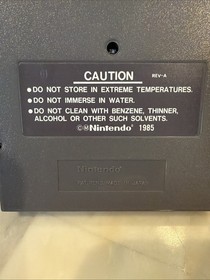 CAUTION
REV-A
●DO NOT STORE IN EXTREME TEMPERATURES.
●DO NOT IMMERSE IN WATER.
●DO NOT CLEAN WITH BENZENE, THINNER,
ALCOHOL OR OTHER SUCH SOLVENTS.
©ⓂNintendo® 1985
Nintendo